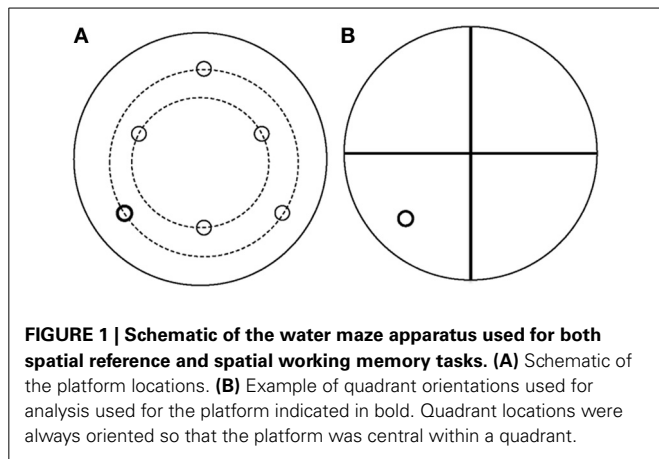 A B
FIGURE 1 | Schematic of the water maze apparatus used for both
spatial reference and spatial working memory tasks. (A) Schematic of
the platform locations. (B) Example of quadrant orientations used for
analysis used for the platform indicated in bold. Quadrant locations were
always oriented so that the platform was central within a quadrant.